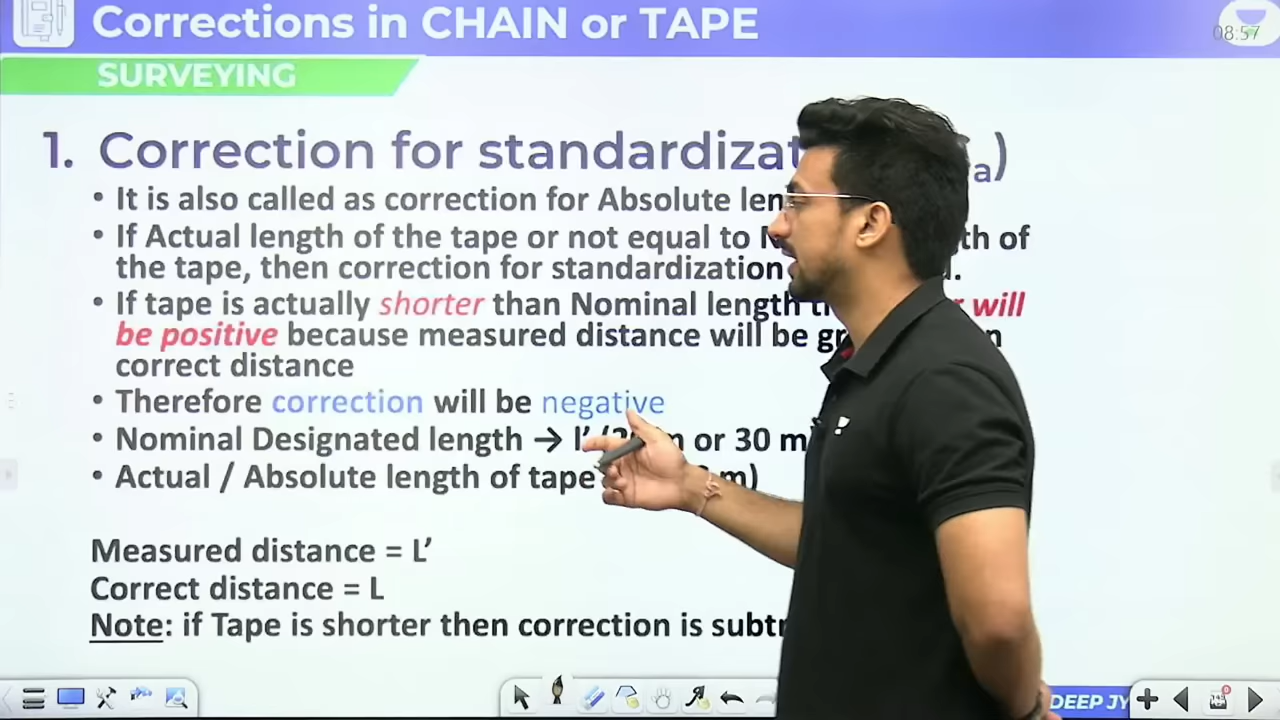 Corrections in CHAIN or TAPE
08:57
SURVEYING
1. Correction for standardizat a)
• It is also called as correction for Absolute len
• If Actual length of the tape or not equal to N th of
the tape, then correction for standardization d.
• If tape is actually shorter than Nominal length th r will
be positive because measured distance will be gr n
correct distance
• Therefore correction will be negative
• Nominal Designated length → l' (20 m or 30 m
• Actual / Absolute length of tape m)
Measured distance = L'
Correct distance = L
Note: if Tape is shorter then correction is subtr
DEEP JY